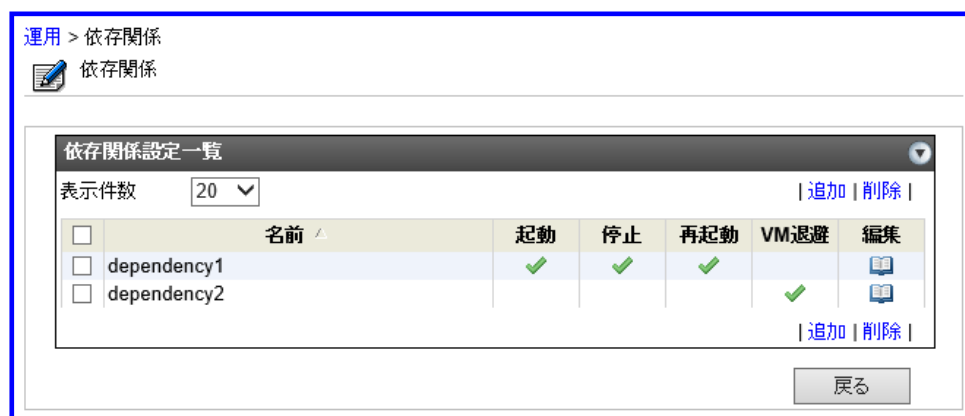 運用 > 依存関係
依存関係
依存関係設定一覧
表示件数 20 | 追加 | 削除 |
名前 起動 停止 再起動 VM退避 編集
dependency1
dependency2
| 追加 | 削除 |
戻る